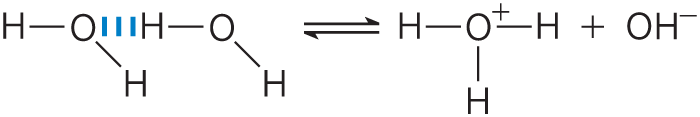 H—O H—O ⇌ H—O⁺—H + OH⁻
H H H